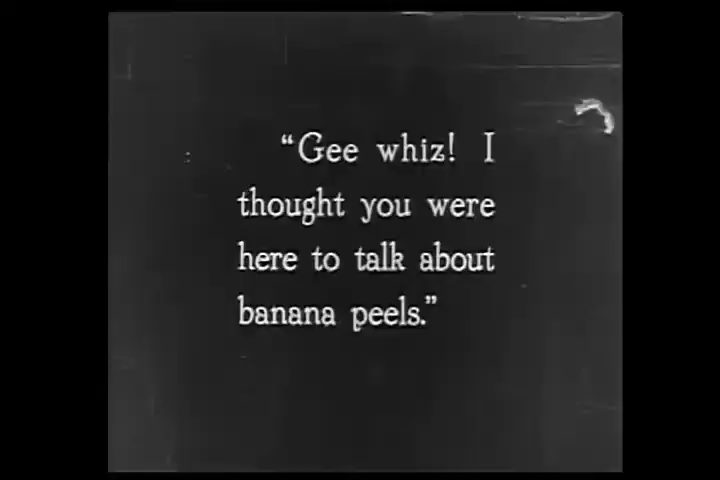 “Gee whiz! I
thought you were
here to talk about
banana peels.”